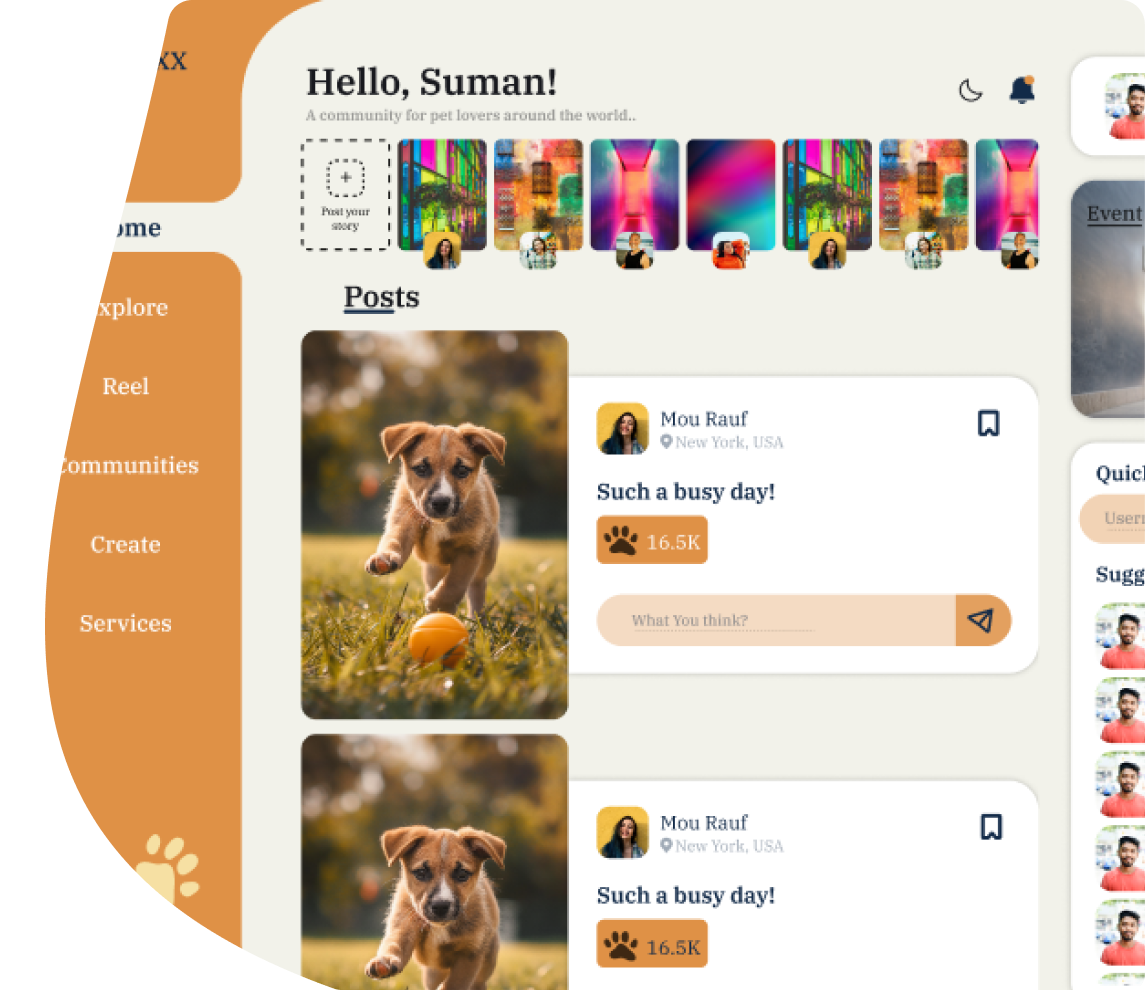 xx
Hello, Suman!
A community for pet lovers around the world..
+
Post your
story
ome
xplore
Reel
ommunities
Create
Services
Posts
Mou Rauf
New York, USA
Such a busy day!
16.5K
What You think?
Mou Rauf
New York, USA
Such a busy day!
16.5K
Event
Quic
User
Sugg